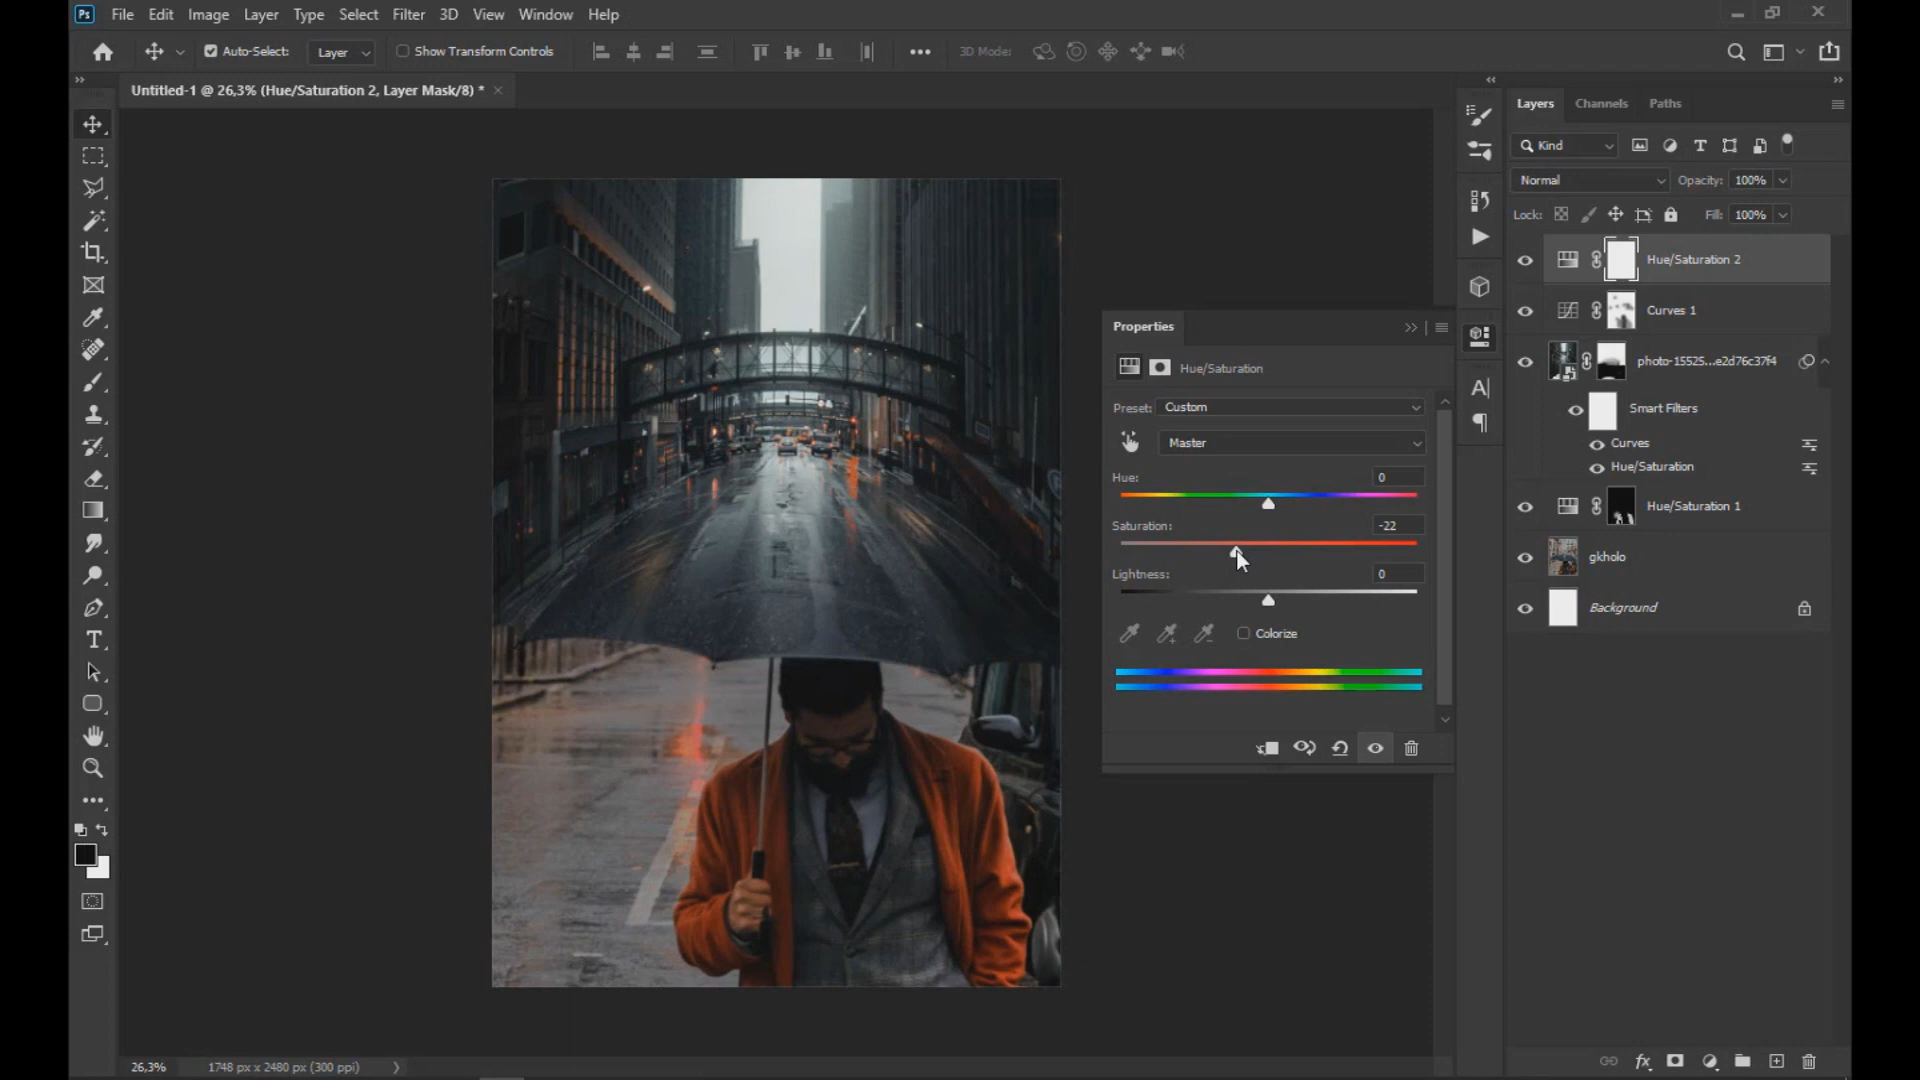 Ps File Edit Image Layer Type Select Filter 3D View Window Help
Auto-Select: Layer Show Transform Controls 3D Mode:
Untitled-1 @ 26,3% (Hue/Saturation 2, Layer Mask/8) *
Layers Channels Paths
Kind
Normal Opacity: 100%
Lock: Fill: 100%
Hue/Saturation 2
Curves 1
photo-15525...e2d76c37f4
Smart Filters
Curves
Hue/Saturation
Hue/Saturation 1
gkholo
Background
Properties
Hue/Saturation
Preset: Custom
Master
Hue: 0
Saturation: -22
Lightness: 0
Colorize
26,3% 1748 px x 2480 px (300 ppi)